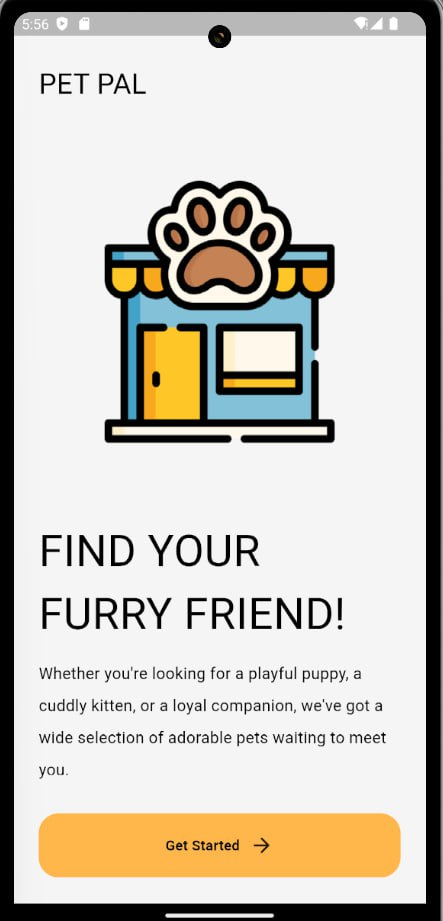 5:56
PET PAL
FIND YOUR
FURRY FRIEND!
Whether you're looking for a playful puppy, a
cuddly kitten, or a loyal companion, we've got a
wide selection of adorable pets waiting to meet
you.
Get Started